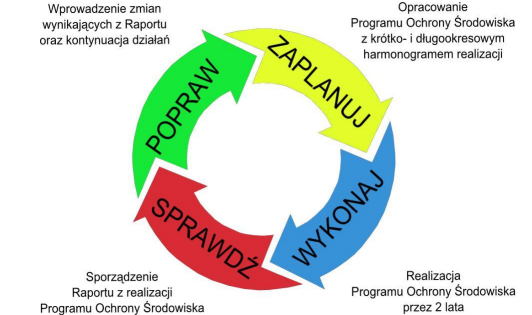 Wprowadzenie zmian
wynikających z Raportu
oraz kontynuacja działań
Opracowanie
Programu Ochrony Środowiska
z krótko- i długookresowym
harmonogramem realizacji
ZAPLANUJ
POPRAW
WYKONAJ
SPRAWDŹ
Sporządzenie
Raportu z realizacji
Programu Ochrony Środowiska
Realizacja
Programu Ochrony Środowiska
przez 2 lata